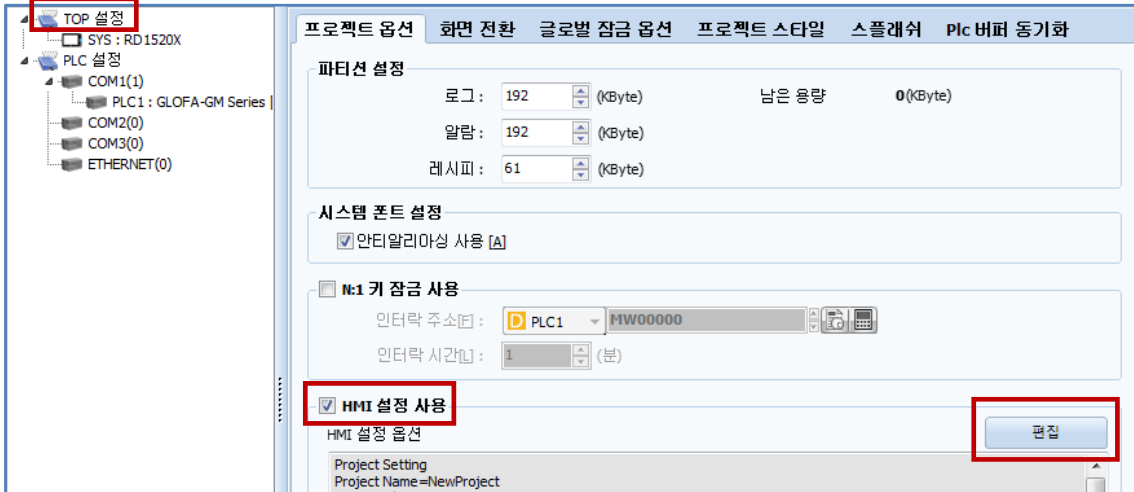 TOP 설정
SYS : RD1520X
PLC 설정
COM1(1)
PLC1 : GLOFA-GM Series |
COM2(0)
COM3(0)
ETHERNET(0)
프로젝트 옵션 화면 전환 글로벌 잠금 옵션 프로젝트 스타일 스플래쉬 Plc 버퍼 동기화
파티션 설정
로그 : 192 (KByte) 남은 용량 0(KByte)
알람 : 192 (KByte)
레시피 : 61 (KByte)
시스템 폰트 설정
안티알리아싱 사용 [A]
N:1 키 잠금 사용
인터락 주소[F] : D PLC1 MW00000
인터락 시간[L] : 1 (분)
HMI 설정 사용
HMI 설정 옵션 편집
Project Setting
Project Name=NewProject